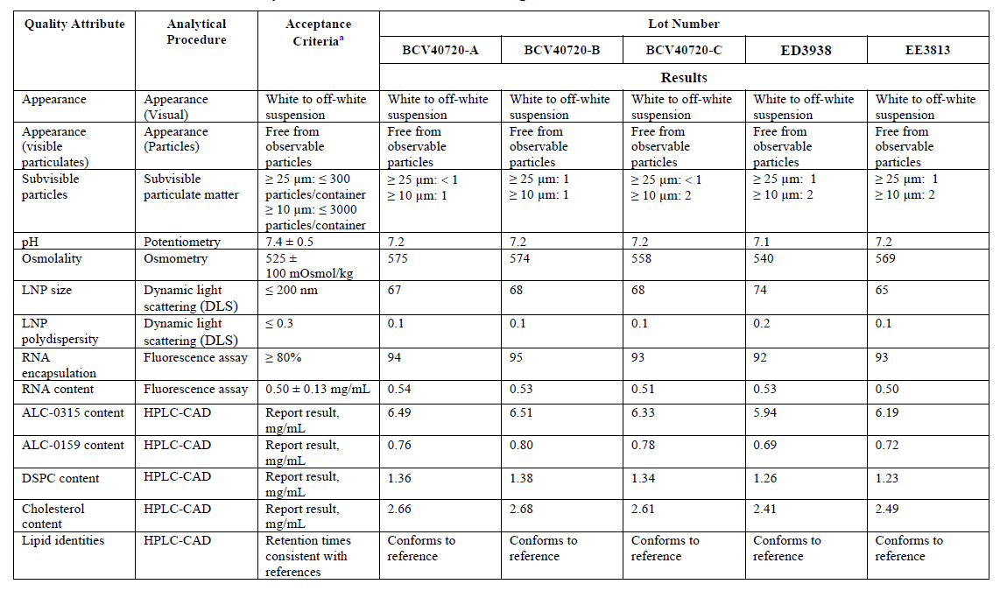 Quality Attribute Analytical Procedure Acceptance Criteriaa Lot Number
BCV40720-A BCV40720-B BCV40720-C ED3938 EE3813
Results
Appearance Appearance (Visual) White to off-white suspension White to off-white suspension White to off-white suspension White to off-white suspension White to off-white suspension White to off-white suspension
Appearance (visible particulates) Appearance (Particles) Free from observable particles Free from observable particles Free from observable particles Free from observable particles Free from observable particles Free from observable particles
Subvisible particles Subvisible particulate matter ≥ 25 µm: ≤ 300 particles/container ≥ 10 µm: ≤ 3000 particles/container ≥ 25 µm: < 1 ≥ 10 µm: 1 ≥ 25 µm: 1 ≥ 10 µm: 1 ≥ 25 µm: < 1 ≥ 10 µm: 2 ≥ 25 µm: 1 ≥ 10 µm: 2 ≥ 25 µm: 1 ≥ 10 µm: 2
pH Potentiometry 7.4 ± 0.5 7.2 7.2 7.2 7.1 7.2
Osmolality Osmometry 525 ± 100 mOsmol/kg 575 574 558 540 569
LNP size Dynamic light scattering (DLS) ≤ 200 nm 67 68 68 74 65
LNP polydispersity Dynamic light scattering (DLS) ≤ 0.3 0.1 0.1 0.1 0.2 0.1
RNA encapsulation Fluorescence assay ≥ 80% 94 95 93 92 93
RNA content Fluorescence assay 0.50 ± 0.13 mg/mL 0.54 0.53 0.51 0.53 0.50
ALC-0315 content HPLC-CAD Report result, mg/mL 6.49 6.51 6.33 5.94 6.19
ALC-0159 content HPLC-CAD Report result, mg/mL 0.76 0.80 0.78 0.69 0.72
DSPC content HPLC-CAD Report result, mg/mL 1.36 1.38 1.34 1.26 1.23
Cholesterol content HPLC-CAD Report result, mg/mL 2.66 2.68 2.61 2.41 2.49
Lipid identities HPLC-CAD Retention times consistent with references Conforms to reference Conforms to reference Conforms to reference Conforms to reference Conforms to reference